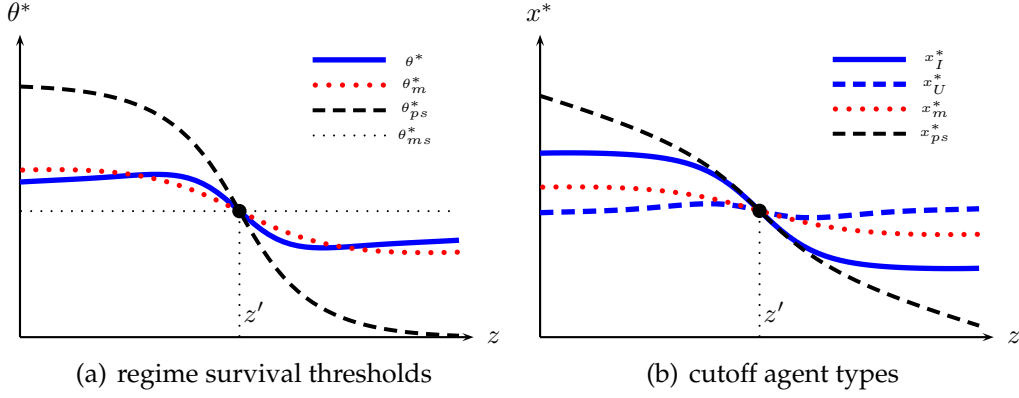 θ*
θ*
θ*_m
θ*_ps
θ*_ms
z'
z
(a) regime survival thresholds
x*
x*_I
x*_U
x*_m
x*_ps
z'
z
(b) cutoff agent types